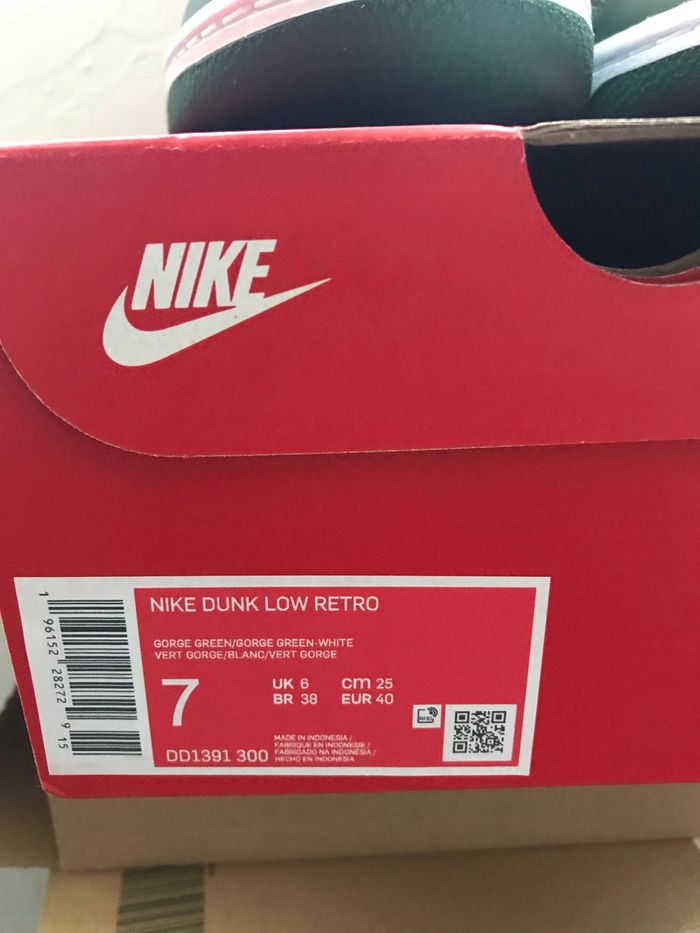 NIKE
NIKE DUNK LOW RETRO
GORGE GREEN/GORGE GREEN-WHITE
VERT GORGE/BLANC/VERT GORGE
7
UK 6 cm 25
BR 38 EUR 40
DD1391 300
MADE IN INDONESIA /
FABRIQUE EN INDONESIE /
FABRICADO NA INDONÉSIA /
HECHO EN INDONESIA
RFID
1 96152 28272 9 15